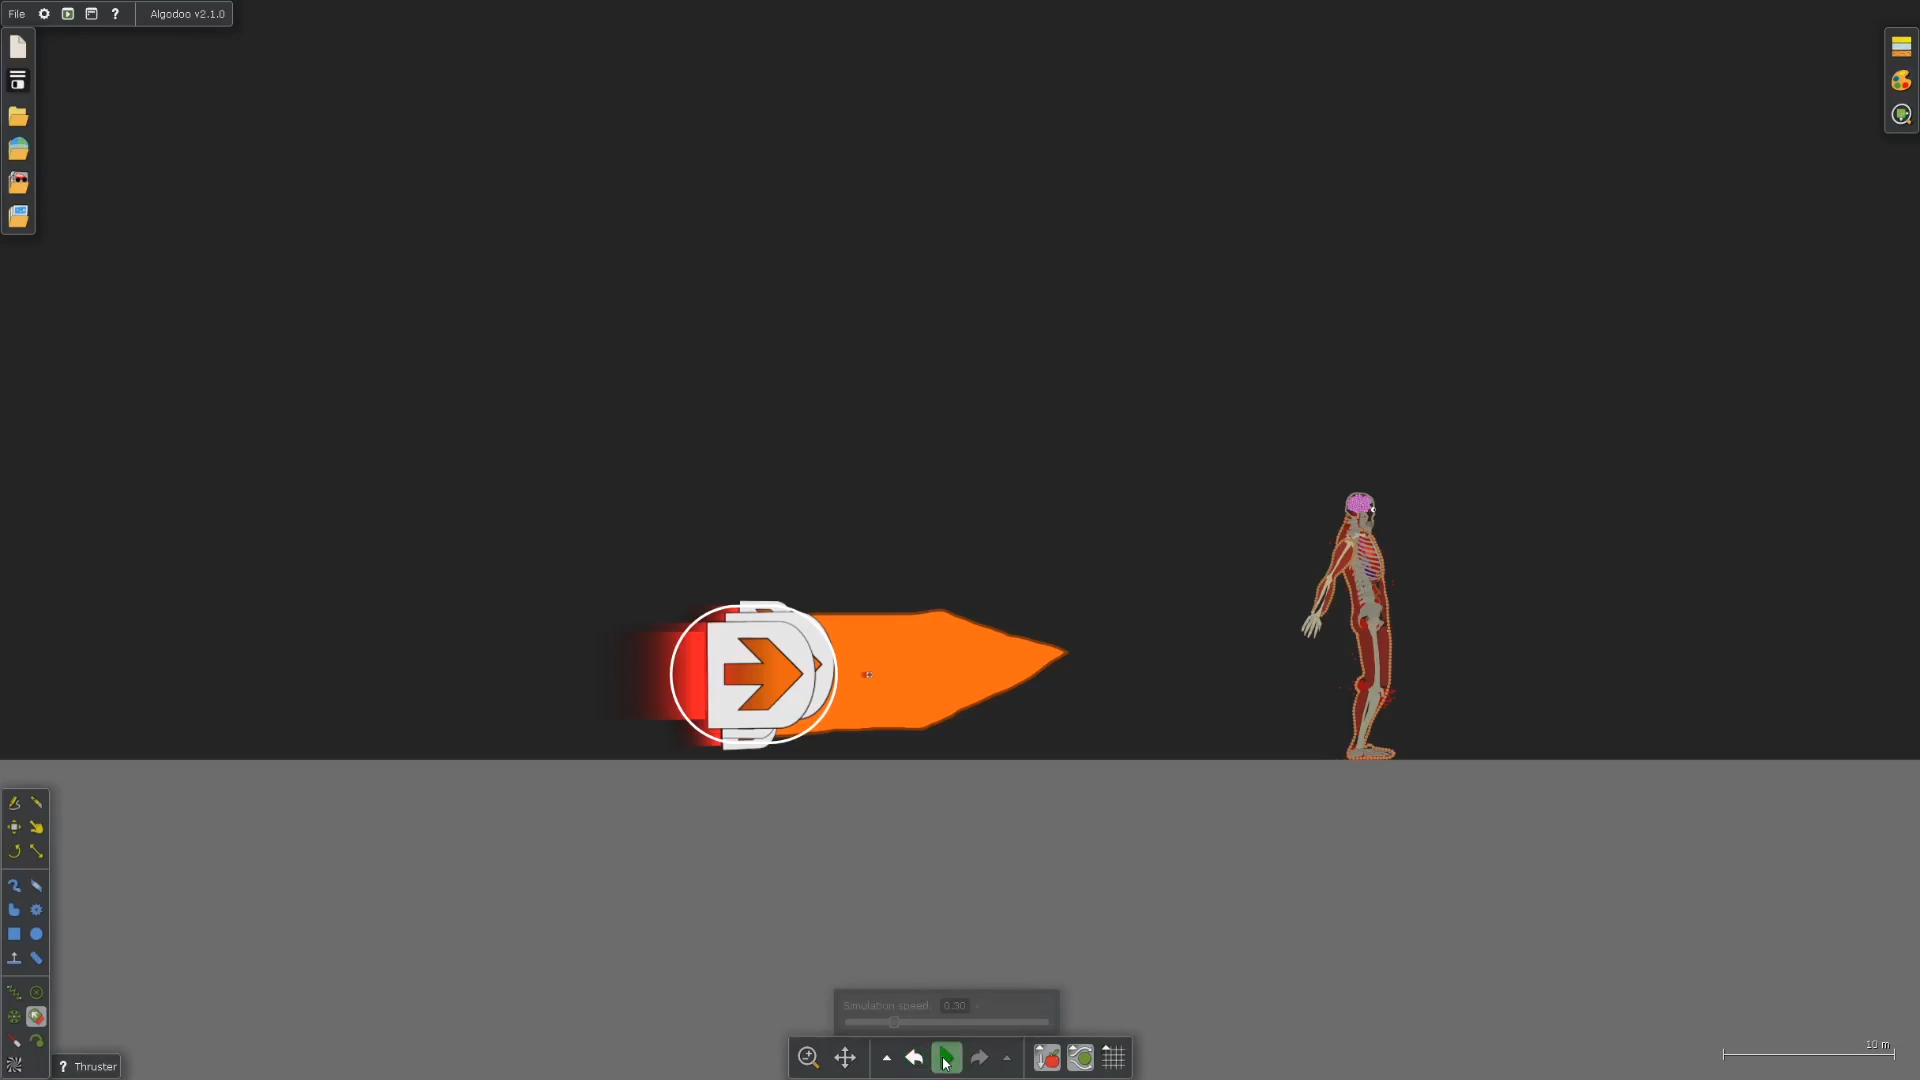 File ? Algodoo v2.1.0
Simulation speed: 0.30
? Thruster
10 m